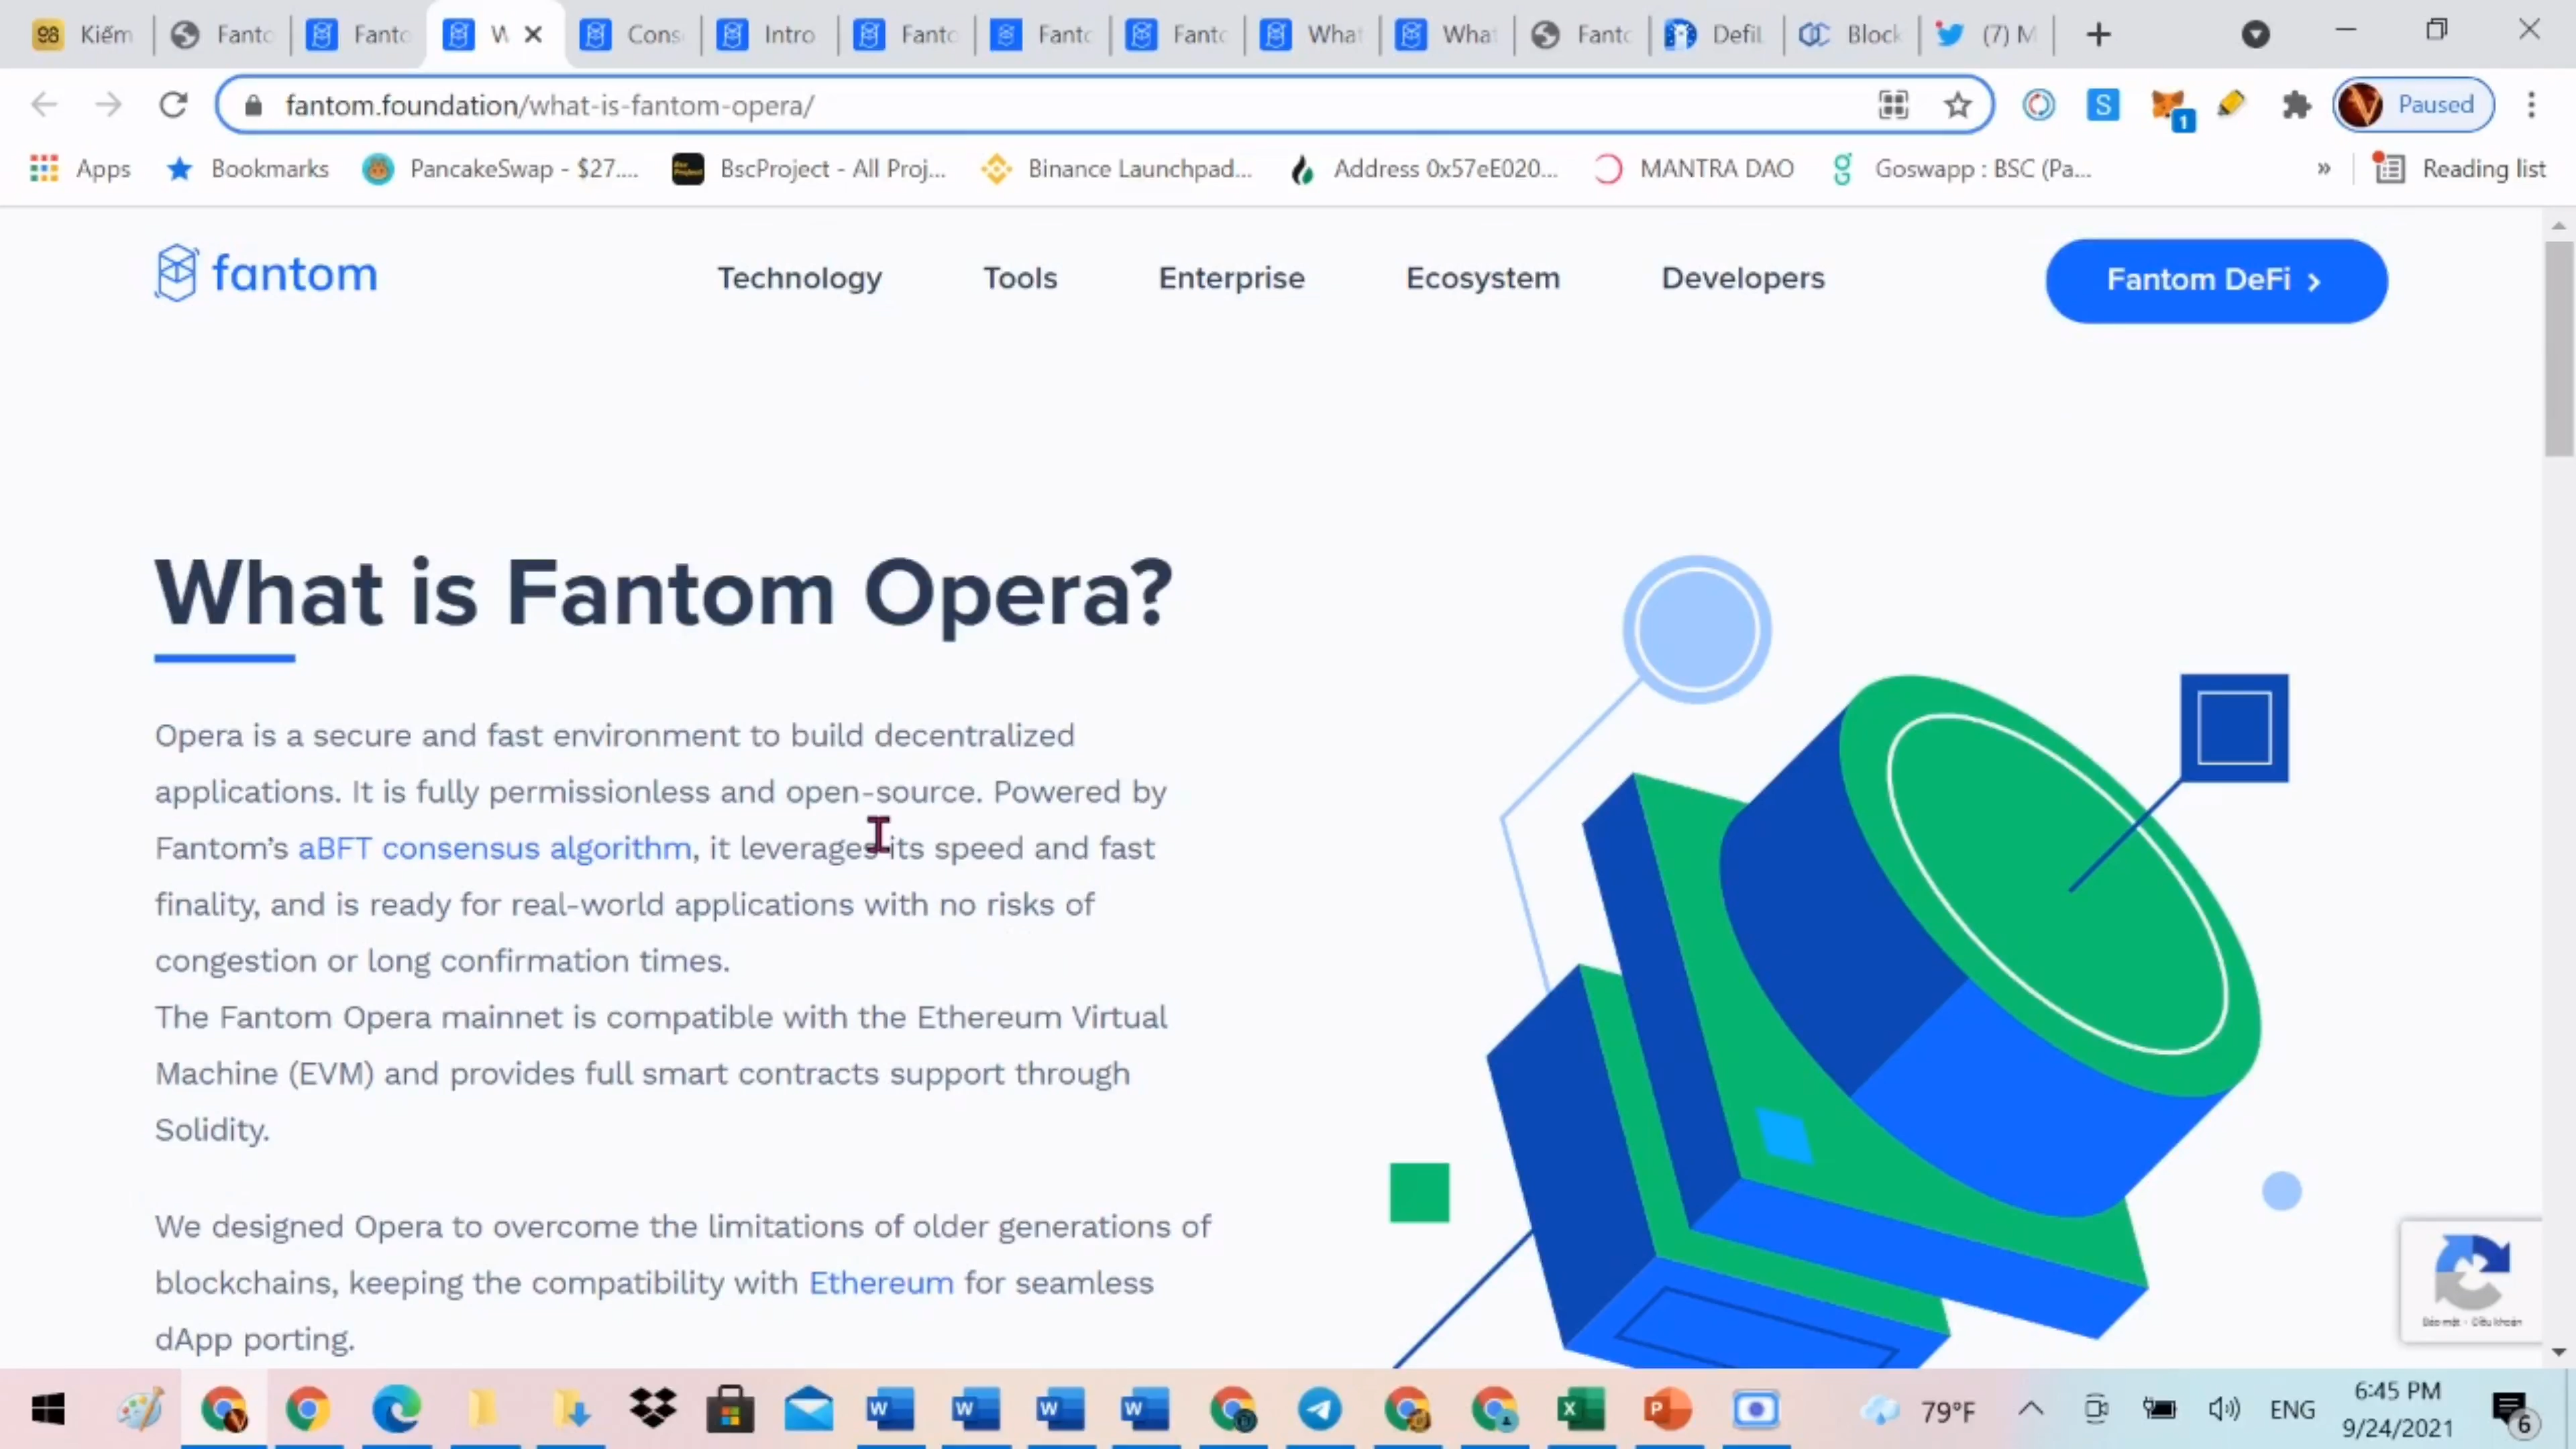 Kiếm
Fanto
Fanto
W
Cons
Intro
Fanto
Fanto
Fanto
What
What
Fanto
Defil
Block
(7) M
fantom.foundation/what-is-fantom-opera/
S
1
Paused
Apps
Bookmarks
PancakeSwap - $27....
BscProject - All Proj...
Binance Launchpad...
Address 0x57eE020...
MANTRA DAO
Goswapp : BSC (Pa...
»
Reading list
fantom
Technology
Tools
Enterprise
Ecosystem
Developers
Fantom DeFi
What is Fantom Opera?
Opera is a secure and fast environment to build decentralized
applications. It is fully permissionless and open-source. Powered by
Fantom’s aBFT consensus algorithm, it leverages its speed and fast
finality, and is ready for real-world applications with no risks of
congestion or long confirmation times.
The Fantom Opera mainnet is compatible with the Ethereum Virtual
Machine (EVM) and provides full smart contracts support through
Solidity.
We designed Opera to overcome the limitations of older generations of
blockchains, keeping the compatibility with Ethereum for seamless
dApp porting.
Bảo mật - Điều khoản
79°F
ENG
6:45 PM
9/24/2021
6